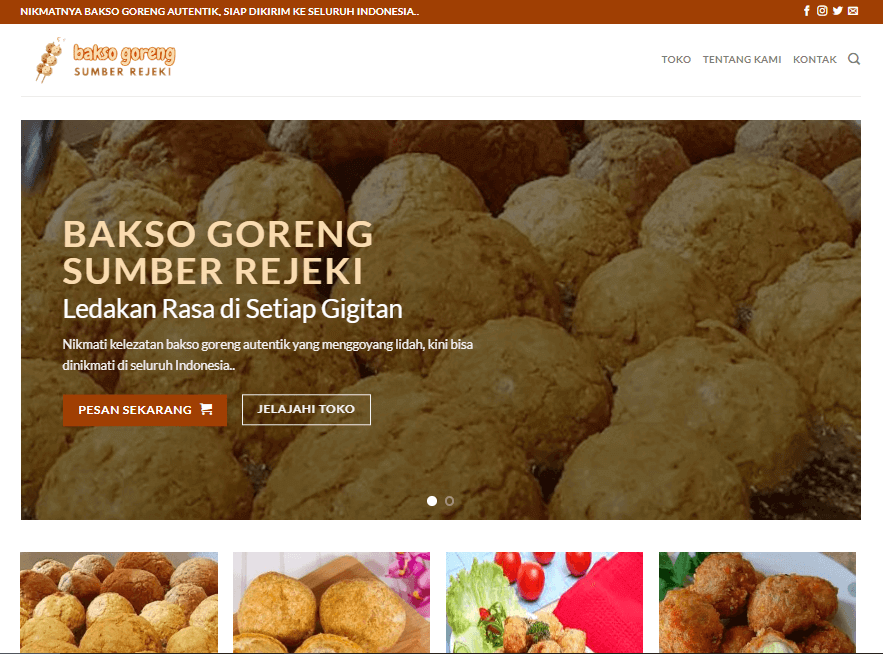 NIKMATNYA BAKSO GORENG AUTENTIK, SIAP DIKIRIM KE SELURUH INDONESIA..
bakso goreng
SUMBER REJEKI
TOKO TENTANG KAMI KONTAK
BAKSO GORENG
SUMBER REJEKI
Ledakan Rasa di Setiap Gigitan
Nikmati kelezatan bakso goreng autentik yang menggoyang lidah, kini bisa
dinikmati di seluruh Indonesia..
PESAN SEKARANG JELAJAHI TOKO